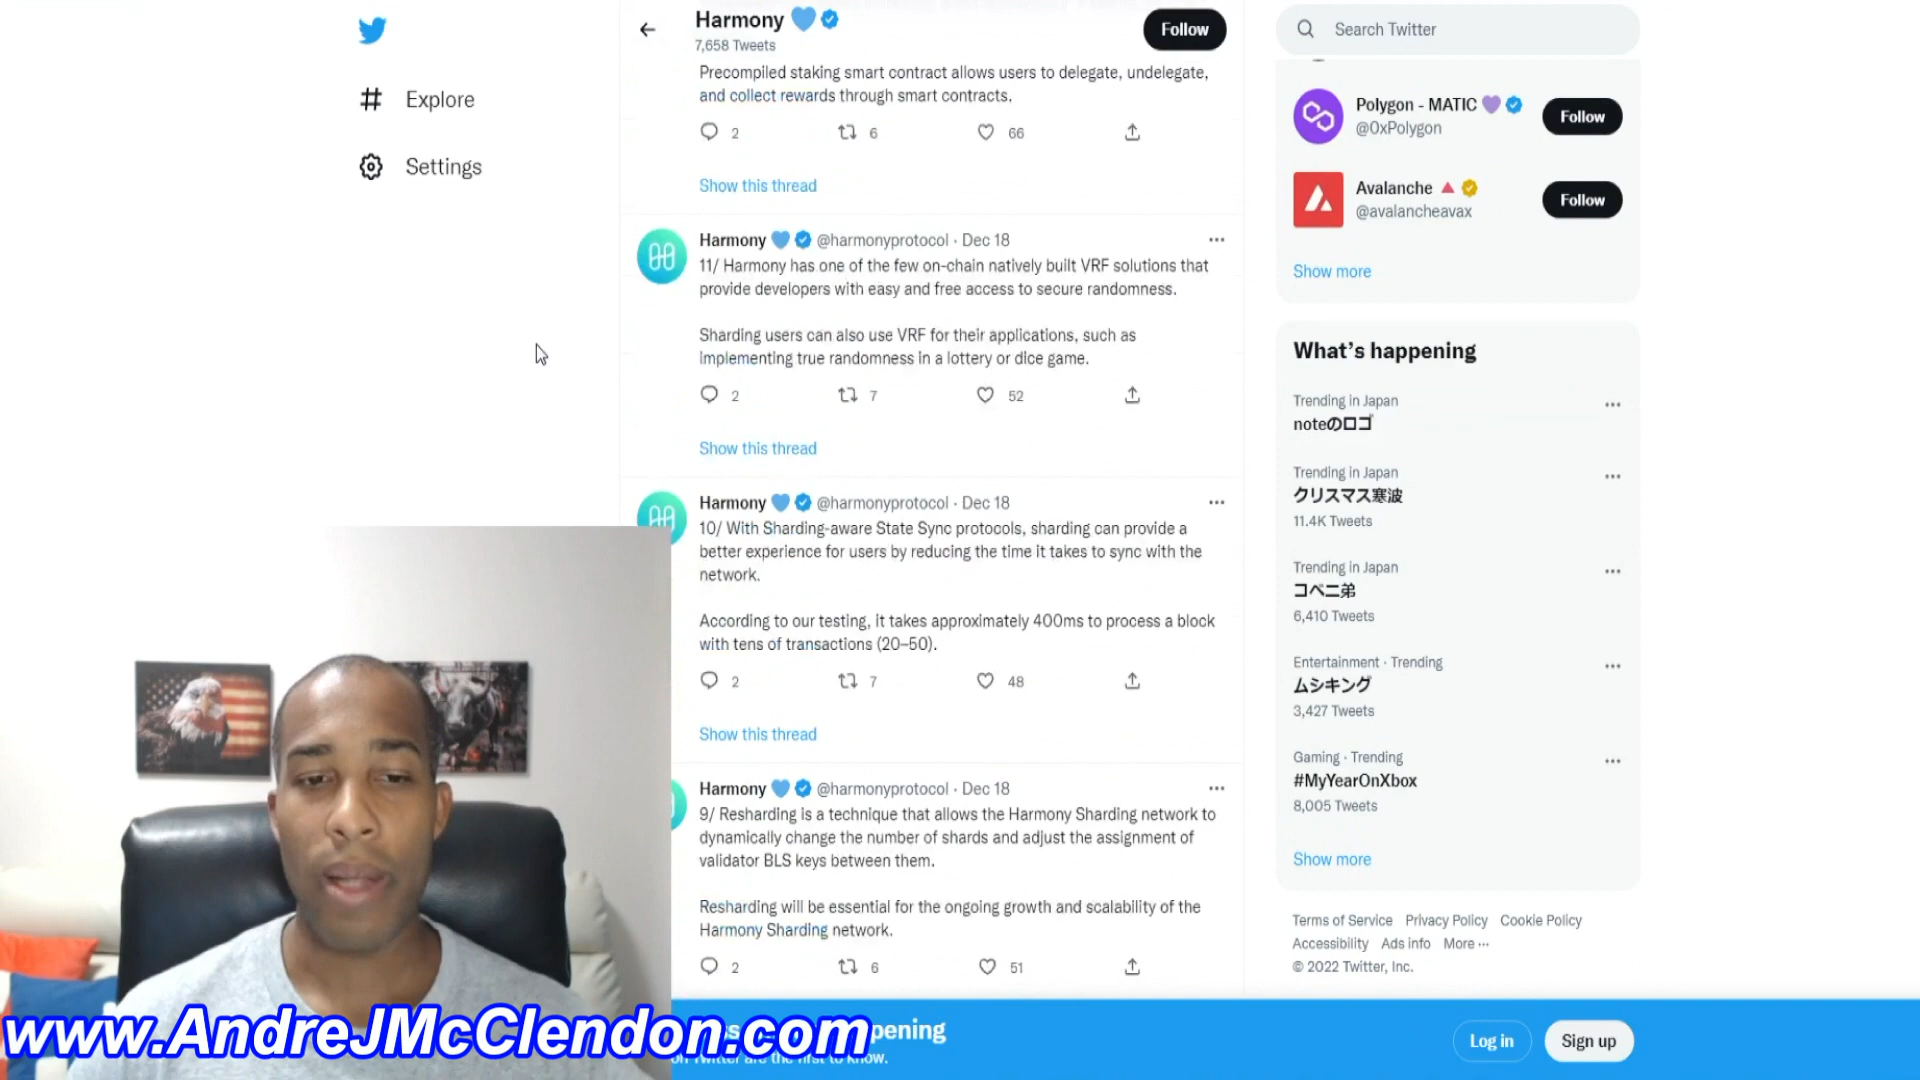 Explore
Settings
Harmony
7,658 Tweets
Follow
Precompiled staking smart contract allows users to delegate, undelegate,
and collect rewards through smart contracts.
2 6 66
Show this thread
Harmony @harmonyprotocol · Dec 18
11/ Harmony has one of the few on-chain natively built VRF solutions that
provide developers with easy and free access to secure randomness.
Sharding users can also use VRF for their applications, such as
implementing true randomness in a lottery or dice game.
2 7 52
Show this thread
Harmony @harmonyprotocol · Dec 18
10/ With Sharding-aware State Sync protocols, sharding can provide a
better experience for users by reducing the time it takes to sync with the
network.
According to our testing, it takes approximately 400ms to process a block
with tens of transactions (20–50).
2 7 48
Show this thread
Harmony @harmonyprotocol · Dec 18
9/ Resharding is a technique that allows the Harmony Sharding network to
dynamically change the number of shards and adjust the assignment of
validator BLS keys between them.
Resharding will be essential for the ongoing growth and scalability of the
Harmony Sharding network.
2 6 51
Search Twitter
Polygon - MATIC
@0xPolygon
Follow
Avalanche
@avalancheavax
Follow
Show more
What's happening
Trending in Japan
noteのロゴ
Trending in Japan
クリスマス寒波
11.4K Tweets
Trending in Japan
コベニ弟
6,410 Tweets
Entertainment · Trending
ムシキング
3,427 Tweets
Gaming · Trending
#MyYearOnXbox
8,005 Tweets
Show more
Terms of Service Privacy Policy Cookie Policy
Accessibility Ads info More ···
© 2022 Twitter, Inc.
www.AndreJMcClendon.com
Log in
Sign up